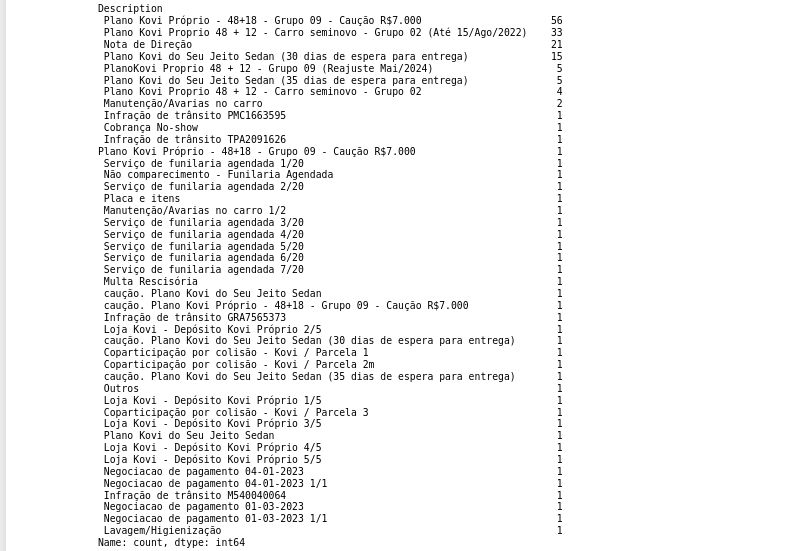 Description
Plano Kovi Próprio - 48+18 - Grupo 09 - Caução R$7.000 56
Plano Kovi Proprio 48 + 12 - Carro seminovo - Grupo 02 (Até 15/Ago/2022) 33
Nota de Direção 21
Plano Kovi do Seu Jeito Sedan (30 dias de espera para entrega) 15
PlanoKovi Proprio 48 + 12 - Grupo 09 (Reajuste Mai/2024) 5
Plano Kovi do Seu Jeito Sedan (35 dias de espera para entrega) 5
Plano Kovi Proprio 48 + 12 - Carro seminovo - Grupo 02 4
Manutenção/Avarias no carro 2
Infração de trânsito PMC1663595 1
Cobrança No-show 1
Infração de trânsito TPA2091626 1
Plano Kovi Próprio - 48+18 - Grupo 09 - Caução R$7.000 1
Serviço de funilaria agendada 1/20 1
Não comparecimento - Funilaria Agendada 1
Serviço de funilaria agendada 2/20 1
Placa e itens 1
Manutenção/Avarias no carro 1/2 1
Serviço de funilaria agendada 3/20 1
Serviço de funilaria agendada 4/20 1
Serviço de funilaria agendada 5/20 1
Serviço de funilaria agendada 6/20 1
Serviço de funilaria agendada 7/20 1
Multa Rescisória 1
caução. Plano Kovi do Seu Jeito Sedan 1
caução. Plano Kovi Próprio - 48+18 - Grupo 09 - Caução R$7.000 1
Infração de trânsito GRA7565373 1
Loja Kovi - Depósito Kovi Próprio 2/5 1
caução. Plano Kovi do Seu Jeito Sedan (30 dias de espera para entrega) 1
Coparticipação por colisão - Kovi / Parcela 1 1
Coparticipação por colisão - Kovi / Parcela 2m 1
caução. Plano Kovi do Seu Jeito Sedan (35 dias de espera para entrega) 1
Outros 1
Loja Kovi - Depósito Kovi Próprio 1/5 1
Coparticipação por colisão - Kovi / Parcela 3 1
Loja Kovi - Depósito Kovi Próprio 3/5 1
Plano Kovi do Seu Jeito Sedan 1
Loja Kovi - Depósito Kovi Próprio 4/5 1
Loja Kovi - Depósito Kovi Próprio 5/5 1
Negociacao de pagamento 04-01-2023 1
Negociacao de pagamento 04-01-2023 1/1 1
Infração de trânsito M540040064 1
Negociacao de pagamento 01-03-2023 1
Negociacao de pagamento 01-03-2023 1/1 1
Lavagem/Higienização 1
Name: count, dtype: int64